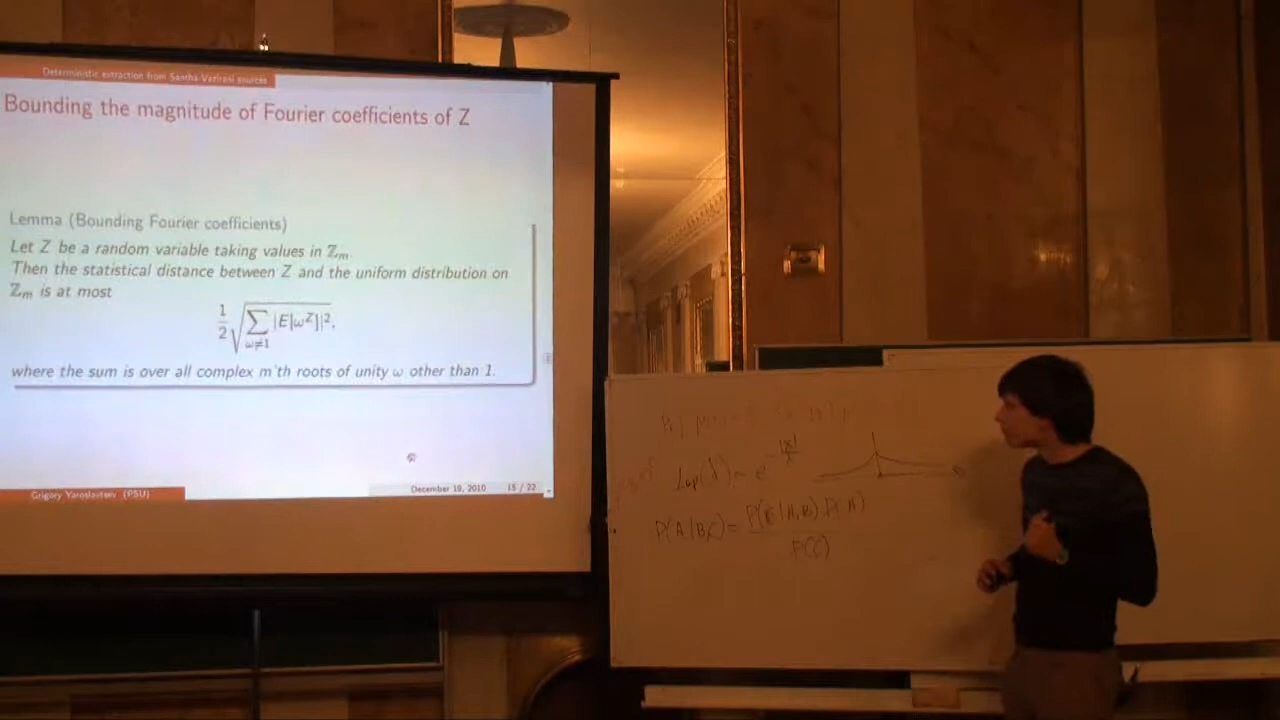 Deterministic extraction from Santha-Vazirani sources
Bounding the magnitude of Fourier coefficients of Z
Lemma (Bounding Fourier coefficients)
Let Z be a random variable taking values in ℤₘ.
Then the statistical distance between Z and the uniform distribution on
ℤₘ is at most
1/2 √(∑_{ω≠1} |E[ω^Z]|²),
where the sum is over all complex m'th roots of unity ω other than 1.
Grigory Yaroslavtsev (PSU)
December 19, 2010 15 / 22
Lap(λ) ~ e^{-|x|/λ}
P(A|B,C) =
P(C)